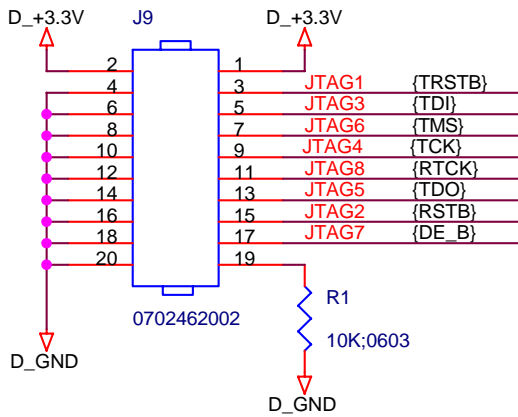 D_+3.3V J9 D_+3.3V
2 1
4 3 JTAG1 {TRSTB}
6 5 JTAG3 {TDI}
8 7 JTAG6 {TMS}
10 9 JTAG4 {TCK}
12 11 JTAG8 {RTCK}
14 13 JTAG5 {TDO}
16 15 JTAG2 {RSTB}
18 17 JTAG7 {DE_B}
20 19
R1
0702462002
10K;0603
D_GND
D_GND